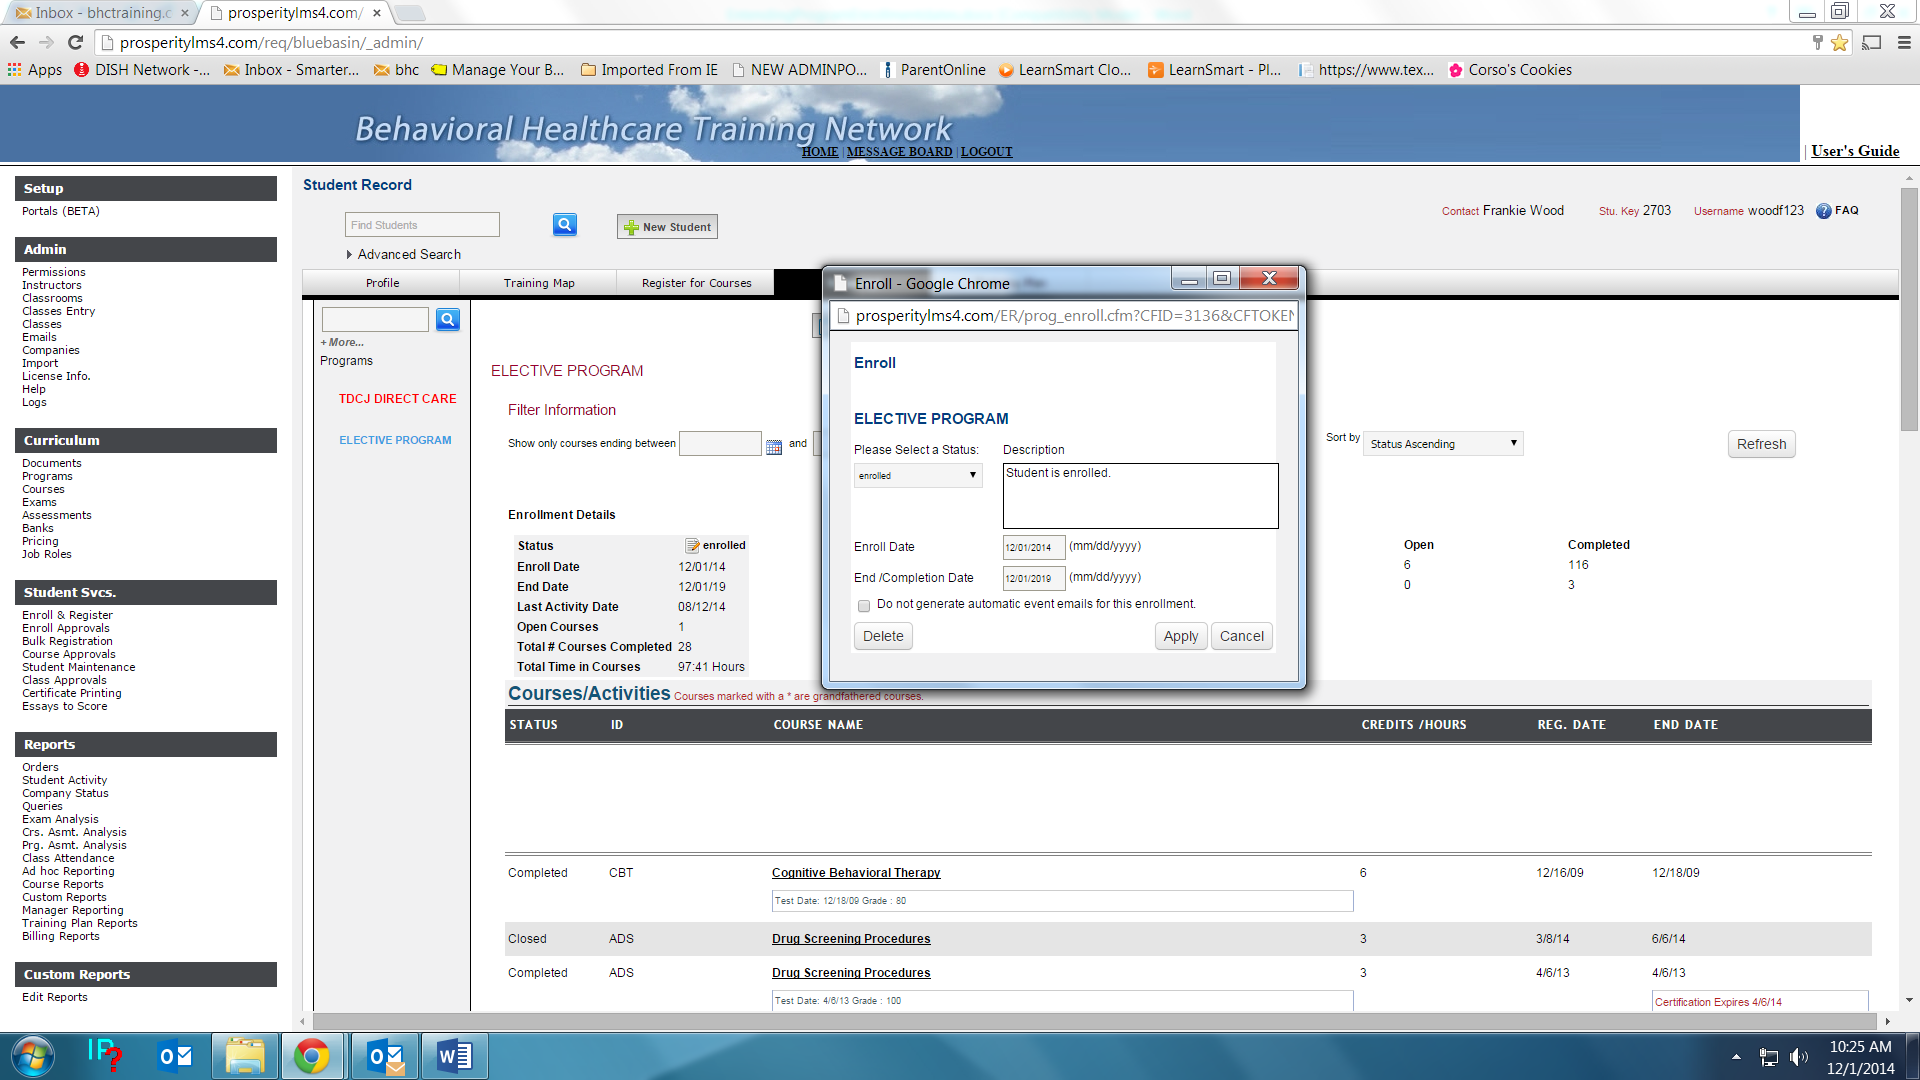 Inbox - bhctraining.c
prosperitylms4.com/
prosperitylms4.com/req/bluebasin/_admin/
Apps
DISH Network -...
Inbox - Smarter...
bhc
Manage Your B...
Imported From IE
NEW ADMINPO...
ParentOnline
LearnSmart Clo...
LearnSmart - Pl...
https://www.tex...
Corso's Cookies
Behavioral Healthcare Training Network
HOME | MESSAGE BOARD | LOGOUT
| User's Guide
Setup
Portals (BETA)
Admin
Permissions
Instructors
Classrooms
Classes Entry
Classes
Emails
Companies
Import
License Info.
Help
Logs
Curriculum
Documents
Programs
Courses
Exams
Assessments
Banks
Pricing
Job Roles
Student Svcs.
Enroll & Register
Enroll Approvals
Bulk Registration
Course Approvals
Student Maintenance
Class Approvals
Certificate Printing
Essays to Score
Reports
Orders
Student Activity
Company Status
Queries
Exam Analysis
Crs. Asmt. Analysis
Prg. Asmt. Analysis
Class Attendance
Ad hoc Reporting
Course Reports
Custom Reports
Manager Reporting
Training Plan Reports
Billing Reports
Custom Reports
Edit Reports
Student Record
Find Students
New Student
Advanced Search
Contact Frankie Wood
Stu. Key 2703
Username woodf123
? FAQ
Profile
Training Map
Register for Courses
+ More...
Programs
TDCJ DIRECT CARE
ELECTIVE PROGRAM
ELECTIVE PROGRAM
Filter Information
Show only courses ending between
and
Sort by
Status Ascending
Refresh
Enrollment Details
Status enrolled
Enroll Date 12/01/14
End Date 12/01/19
Last Activity Date 08/12/14
Open Courses 1
Total # Courses Completed 28
Total Time in Courses 97:41 Hours
Open Completed
6 116
0 3
Enroll - Google Chrome
prosperitylms4.com/ER/prog_enroll.cfm?CFID=3136&CFTOKEN
Enroll
ELECTIVE PROGRAM
Please Select a Status: Description
enrolled
Student is enrolled.
Enroll Date 12/01/2014 (mm/dd/yyyy)
End /Completion Date 12/01/2019 (mm/dd/yyyy)
Do not generate automatic event emails for this enrollment.
Delete
Apply
Cancel
Courses/Activities Courses marked with a * are grandfathered courses.
STATUS ID COURSE NAME CREDITS /HOURS REG. DATE END DATE
Completed CBT Cognitive Behavioral Therapy 6 12/16/09 12/18/09
Test Date: 12/18/09 Grade : 80
Closed ADS Drug Screening Procedures 3 3/8/14 6/6/14
Completed ADS Drug Screening Procedures 3 4/6/13 4/6/13
Test Date: 4/6/13 Grade : 100
Certification Expires 4/6/14
IP?
10:25 AM
12/1/2014